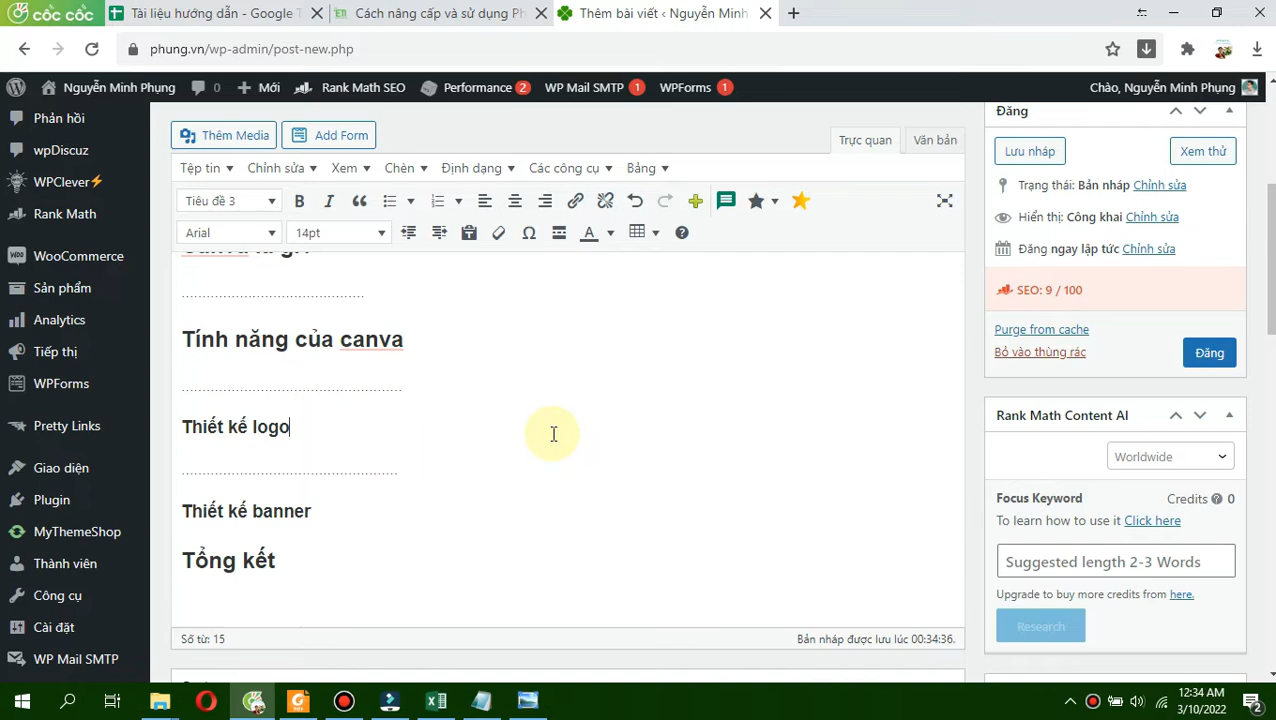 cốc cốc
Tài liệu hướng dẫn - Google T
Cách nâng cấp và sử dụng Ph
Thêm bài viết ‹ Nguyễn Minh
phung.vn/wp-admin/post-new.php
Nguyễn Minh Phụng
0
Mới
Rank Math SEO
Performance 2
WP Mail SMTP 1
WPForms 1
Chào, Nguyễn Minh Phụng
Phản hồi
wpDiscuz
WPClever⚡
Rank Math
WooCommerce
Sản phẩm
Analytics
Tiếp thị
WPForms
Pretty Links
Giao diện
Plugin
MyThemeShop
Thành viên
Công cụ
Cài đặt
WP Mail SMTP
Thêm Media
Add Form
Trực quan
Văn bản
Tệp tin
Chỉnh sửa
Xem
Chèn
Định dạng
Các công cụ
Bảng
Tiêu đề 3
B
I
Arial
14pt
A
Canva là gì?
Tính năng của canva
Thiết kế logo
Thiết kế banner
Tổng kết
Số từ: 15
Bản nháp được lưu lúc 00:34:36.
Đăng
Lưu nháp
Xem thử
Trạng thái: Bản nháp Chỉnh sửa
Hiển thị: Công khai Chỉnh sửa
Đăng ngay lập tức Chỉnh sửa
SEO: 9 / 100
Purge from cache
Bỏ vào thùng rác
Đăng
Rank Math Content AI
Worldwide
Focus Keyword
Credits
0
To learn how to use it Click here
Suggested length 2-3 Words
Upgrade to buy more credits from here.
Research
12:34 AM
3/10/2022
2